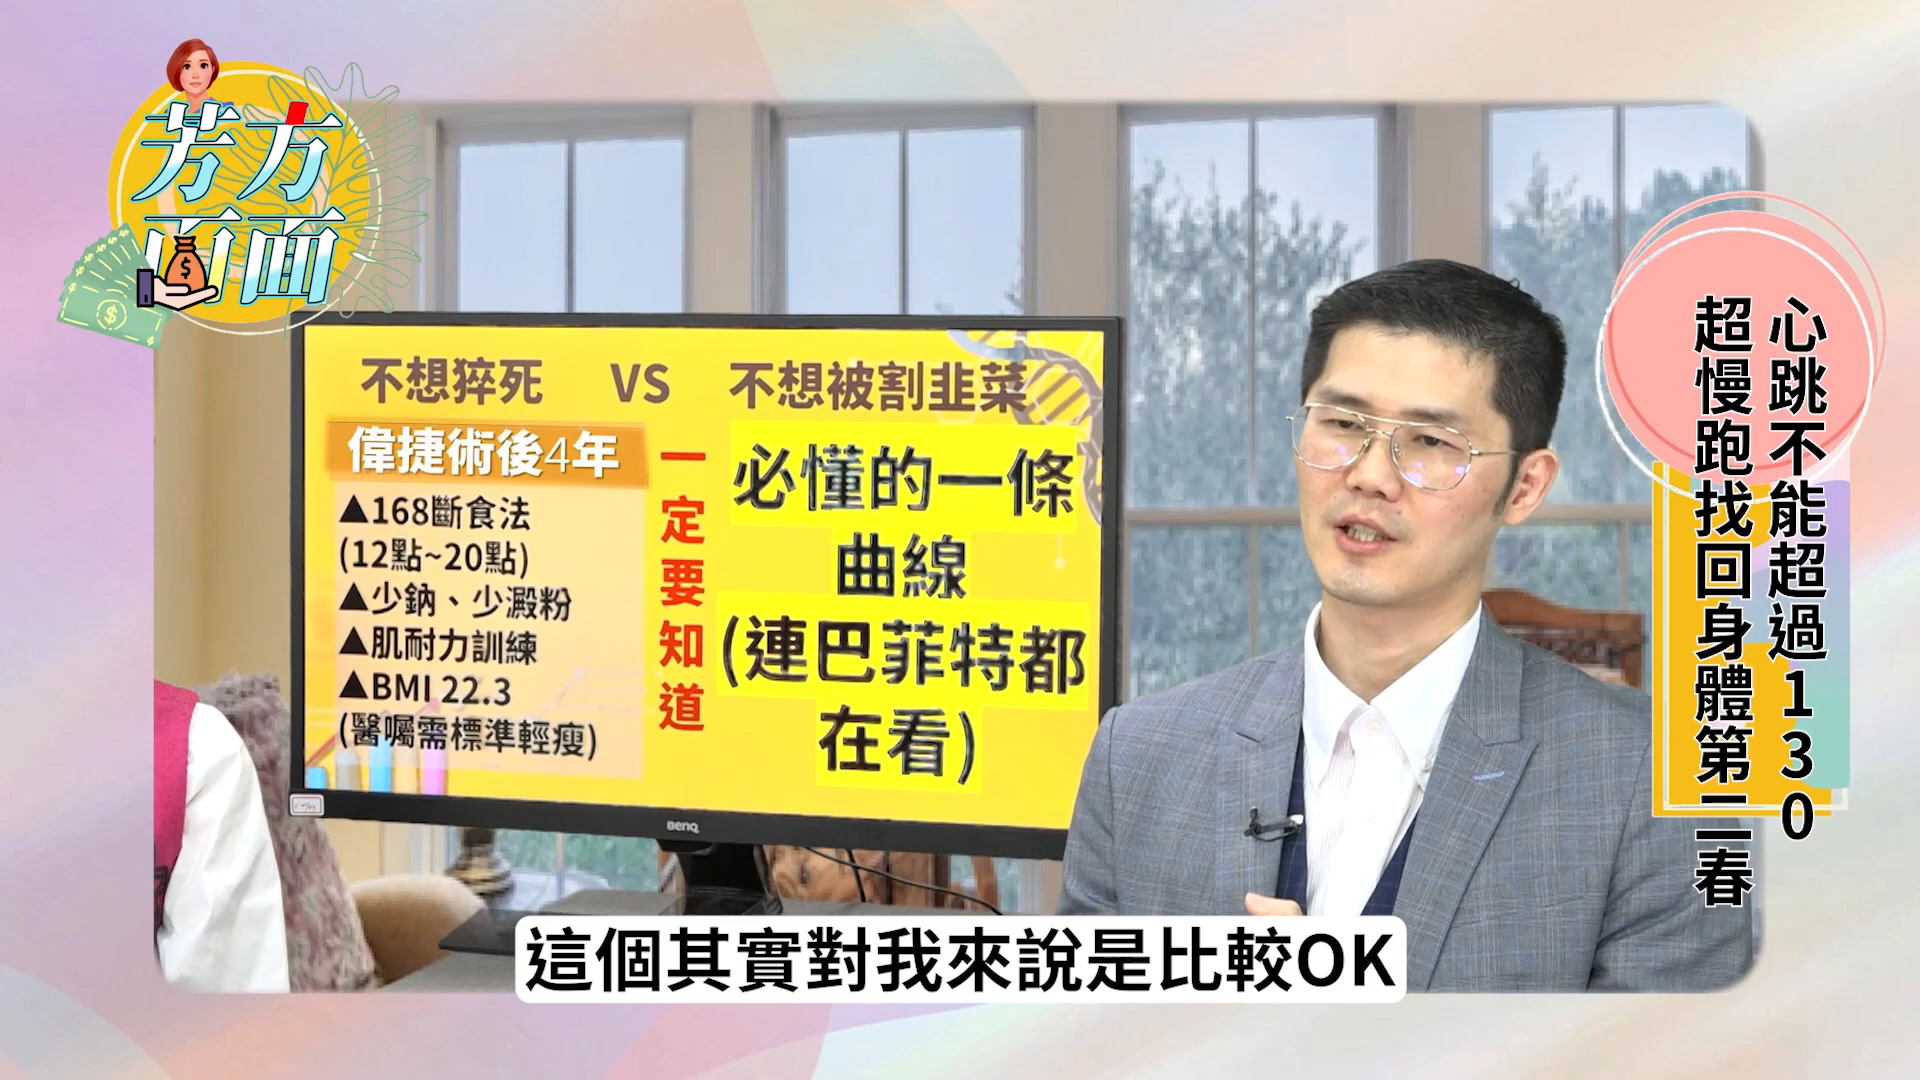 芳方
面面
不想猝死 VS 不想被割韭菜
偉捷術後4年
▲168斷食法
(12點~20點)
▲少鈉、少澱粉
▲肌耐力訓練
▲BMI 22.3
(醫囑需標準輕瘦)
一定要知道
必懂的一條
曲線
(連巴菲特都
在看)
BenQ
心跳不能超過130
超慢跑找回身體第二春
這個其實對我來說是比較OK